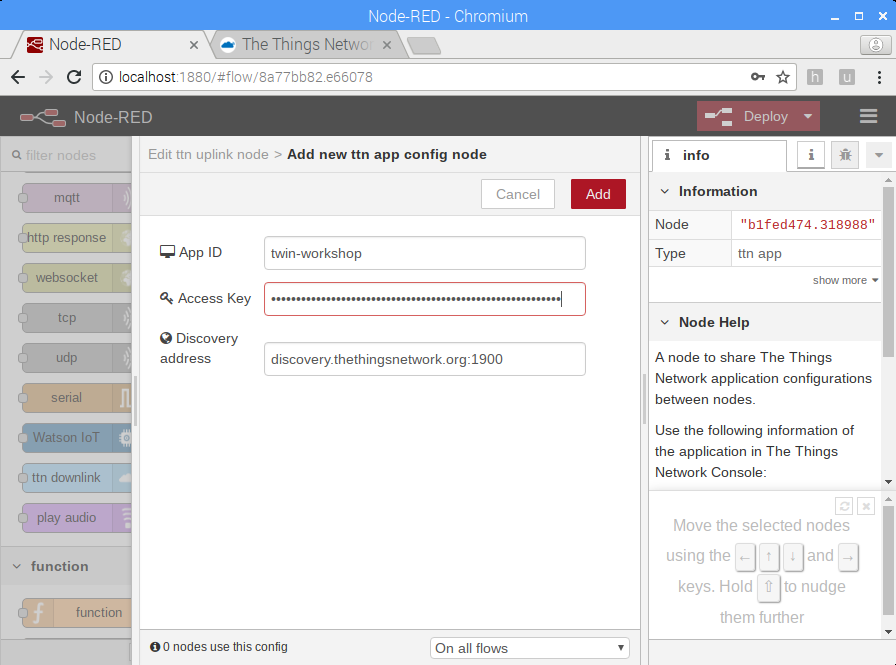 Node-RED - Chromium
Node-RED
The Things Networ
localhost:1880/#flow/8a77bb82.e66078
h
u
Node-RED
Deploy
filter nodes
mqtt
http response
websocket
tcp
udp
serial
Watson IoT
ttn downlink
play audio
function
function
Edit ttn uplink node > Add new ttn app config node
Cancel
Add
App ID
twin-workshop
Access Key
Discovery
address
discovery.thethingsnetwork.org:1900
0 nodes use this config
On all flows
info
Information
Node
"b1fed474.318988"
Type
ttn app
show more
Node Help
A node to share The Things
Network application configurations
between nodes.
Use the following information of
the application in The Things
Network Console:
Move the selected nodes
using the ← ↑ ↓ and →
keys. Hold ⇧ to nudge
them further